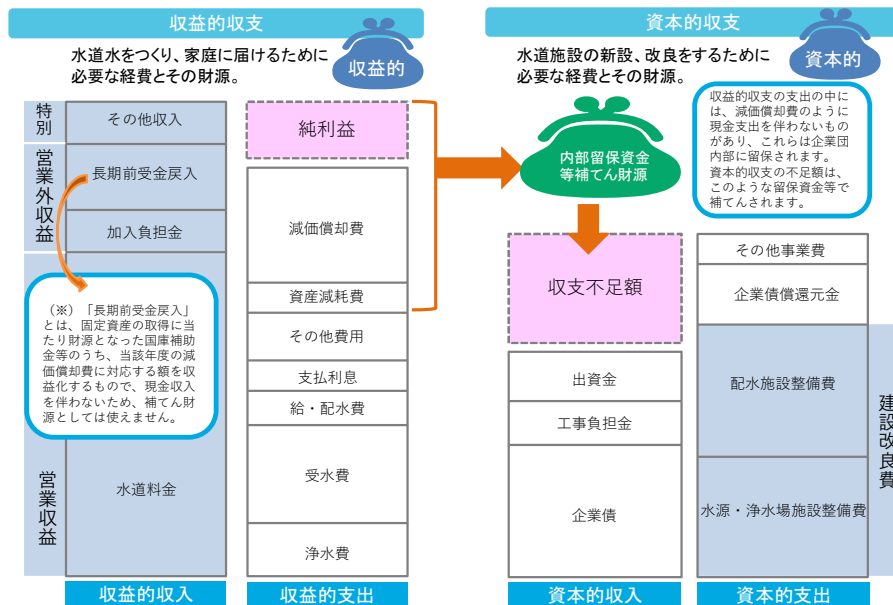 収益的収支
水道水をつくり、家庭に届けるために
必要な経費とその財源。
収益的
特別
その他収入
営業外収益
長期前受金戻入
加入負担金
(※)「長期前受金戻入」
とは、固定資産の取得に当
たり財源となった国庫補助
金等のうち、当該年度の減
価償却費に対応する額を収
益化するもので、現金収入
を伴わないため、補てん財
源としては使えません。
営業収益
水道料金
収益的収入
純利益
減価償却費
資産減耗費
その他費用
支払利息
給・配水費
受水費
浄水費
収益的支出
資本的収支
水道施設の新設、改良をするために
必要な経費とその財源。
資本的
内部留保資金
等補てん財源
収益的収支の支出の中に
は、減価償却費のように
現金支出を伴わないもの
があり、これらは企業団
内部に留保されます。
資本的収支の不足額は、
このような留保資金等で
補てんされます。
収支不足額
出資金
工事負担金
企業債
資本的収入
その他事業費
企業債償還元金
配水施設整備費
水源・浄水場施設整備費
建設改良費
資本的支出